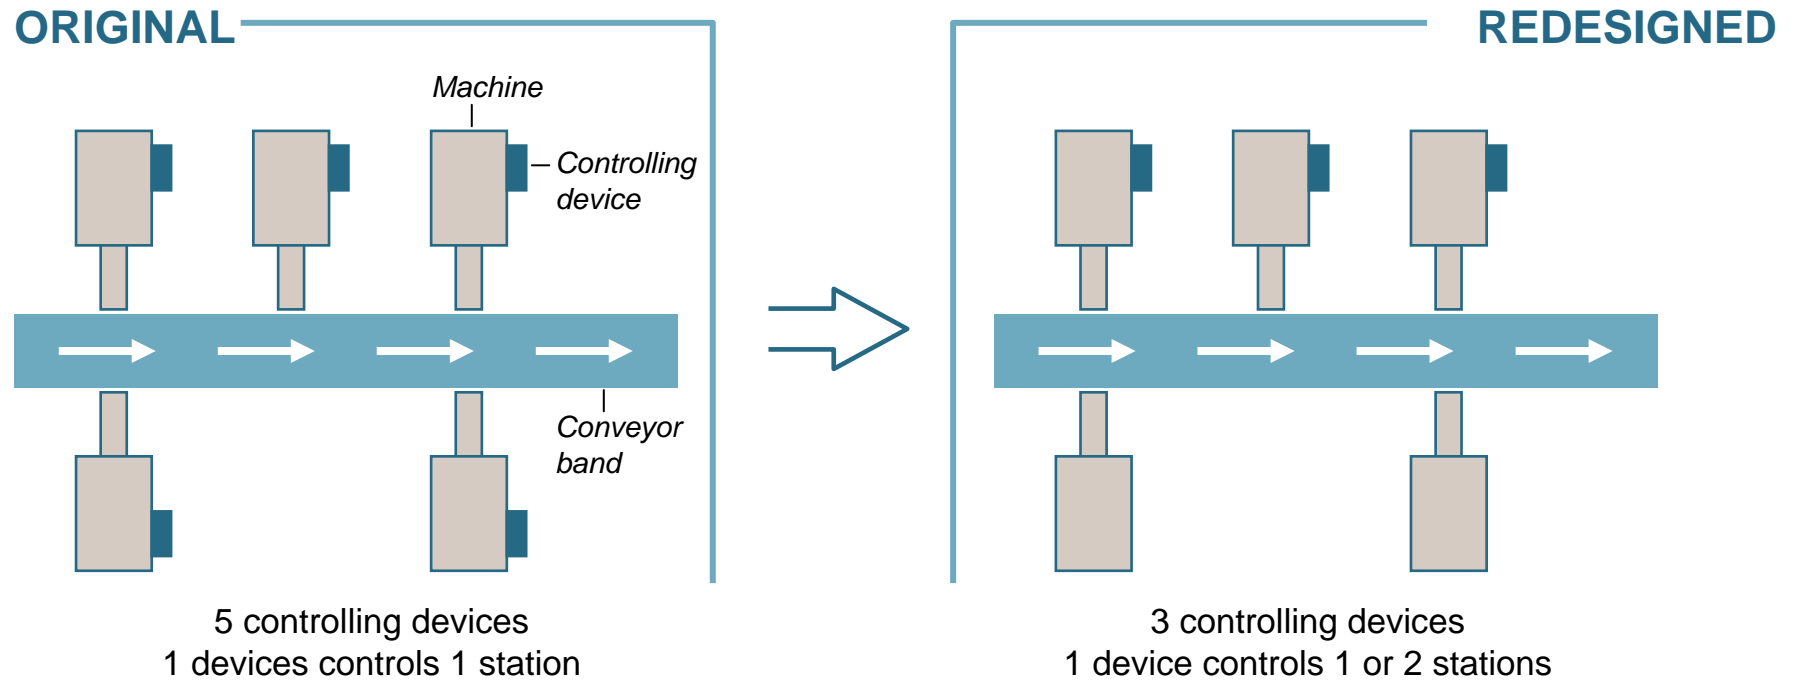 ORIGINAL
REDESIGNED
Machine
Controlling
device
Conveyor
band
5 controlling devices
1 devices controls 1 station
3 controlling devices
1 device controls 1 or 2 stations